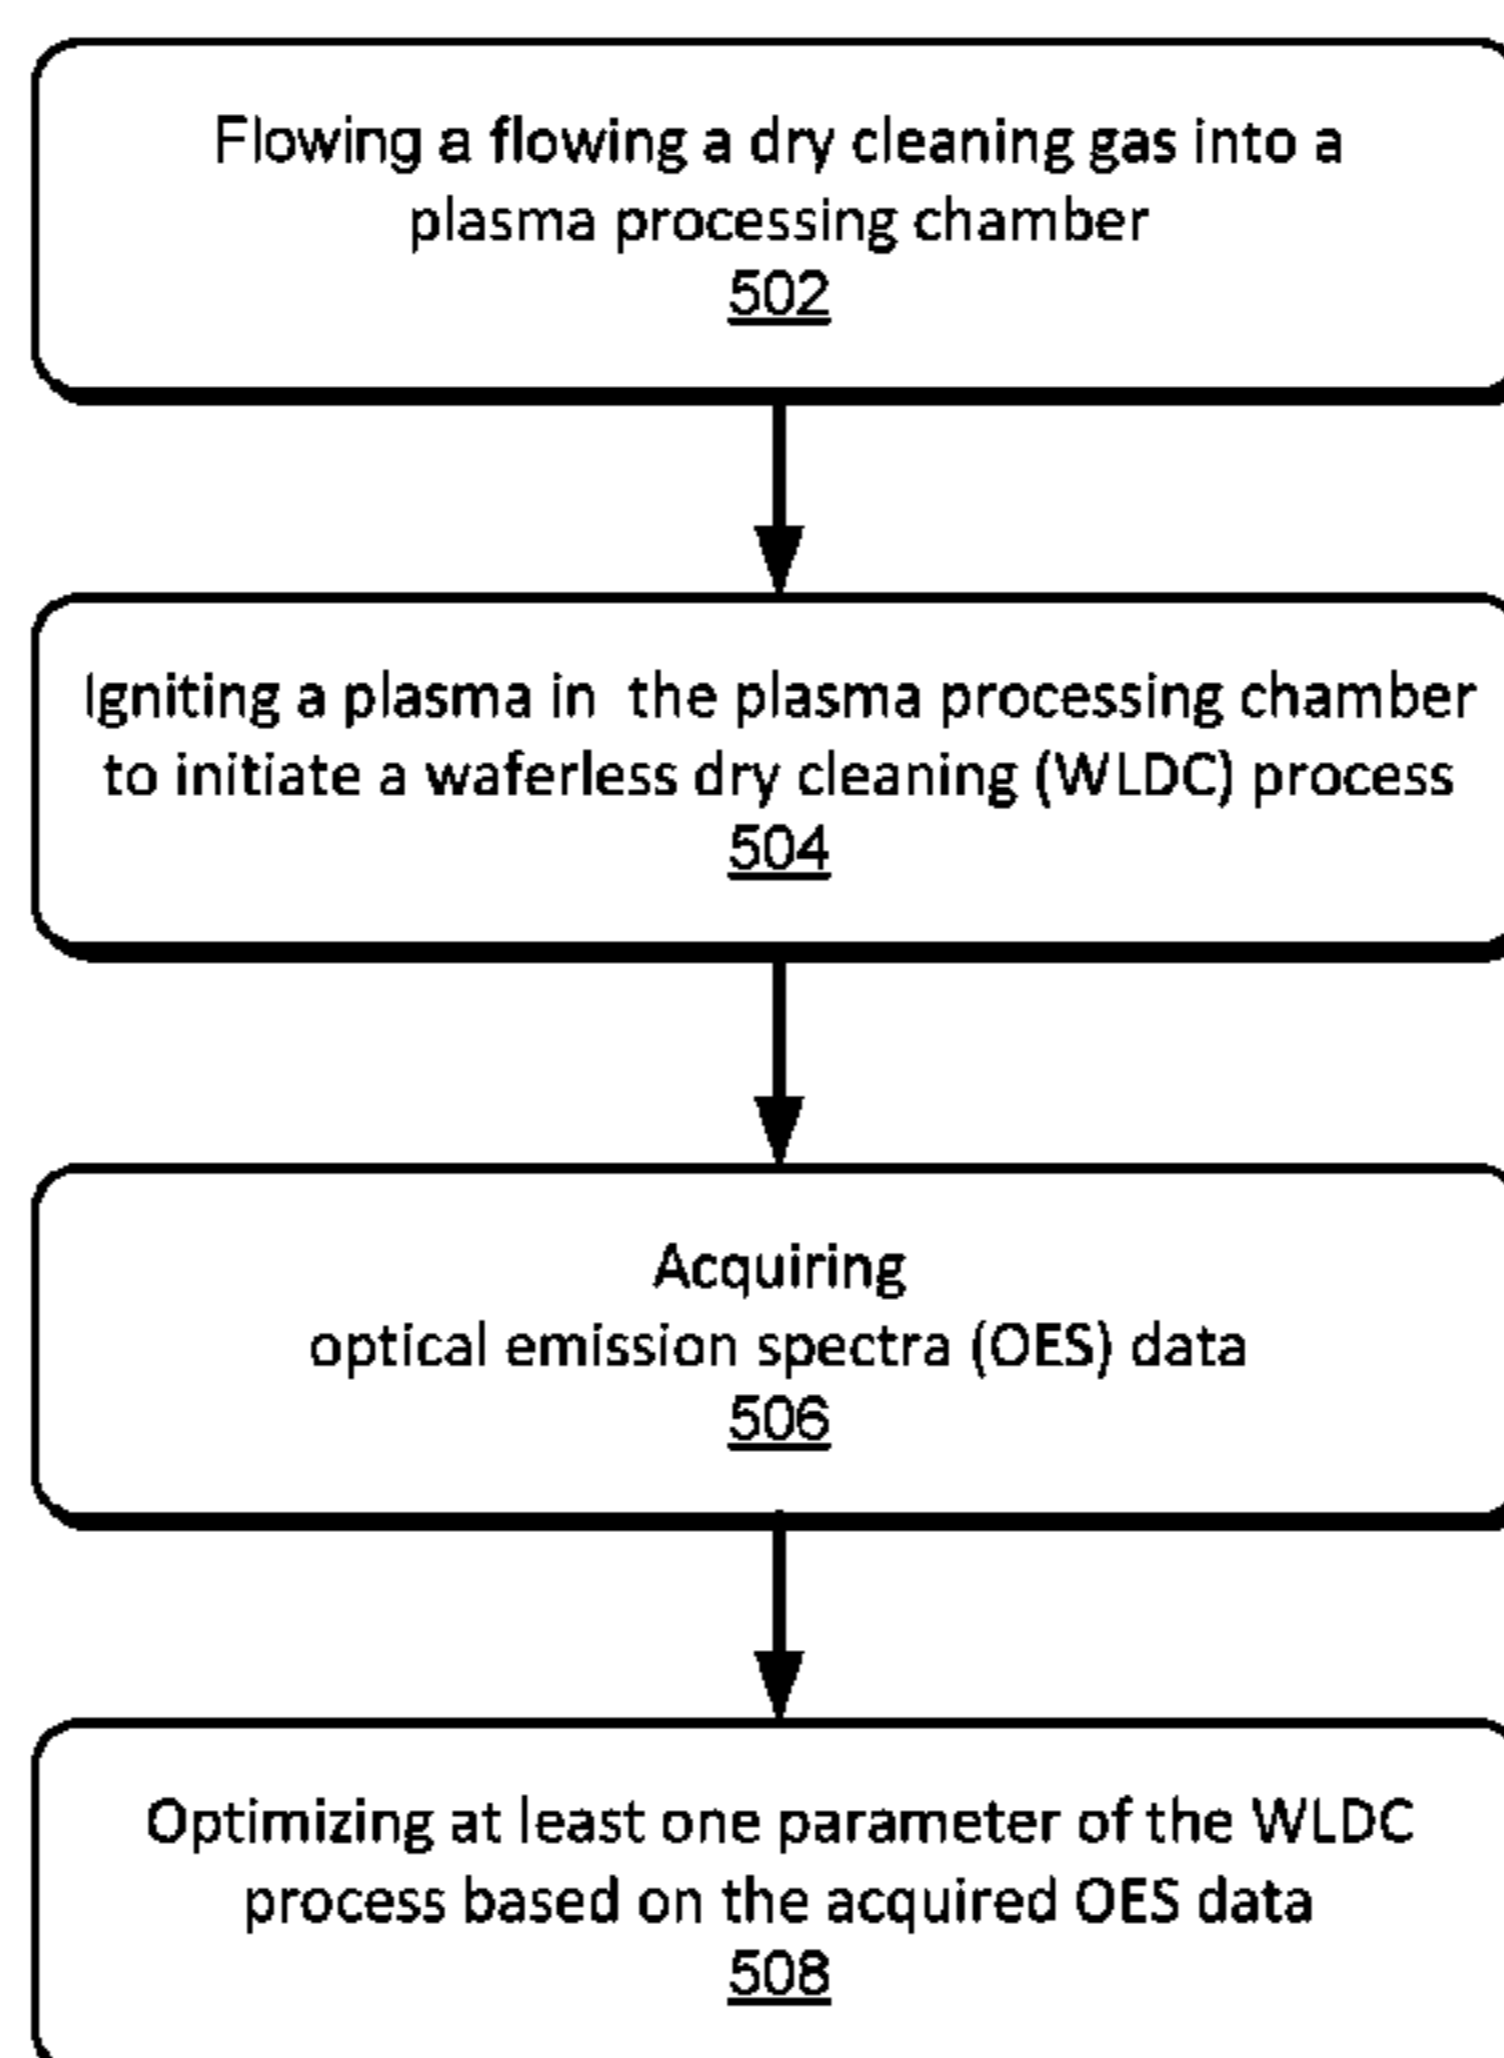 Flowing a flowing a dry cleaning gas into a
plasma processing chamber
502
Igniting a plasma in the plasma processing chamber
to initiate a waferless dry cleaning (WLDC) process
504
Acquiring
optical emission spectra (OES) data
506
Optimizing at least one parameter of the WLDC
process based on the acquired OES data
508